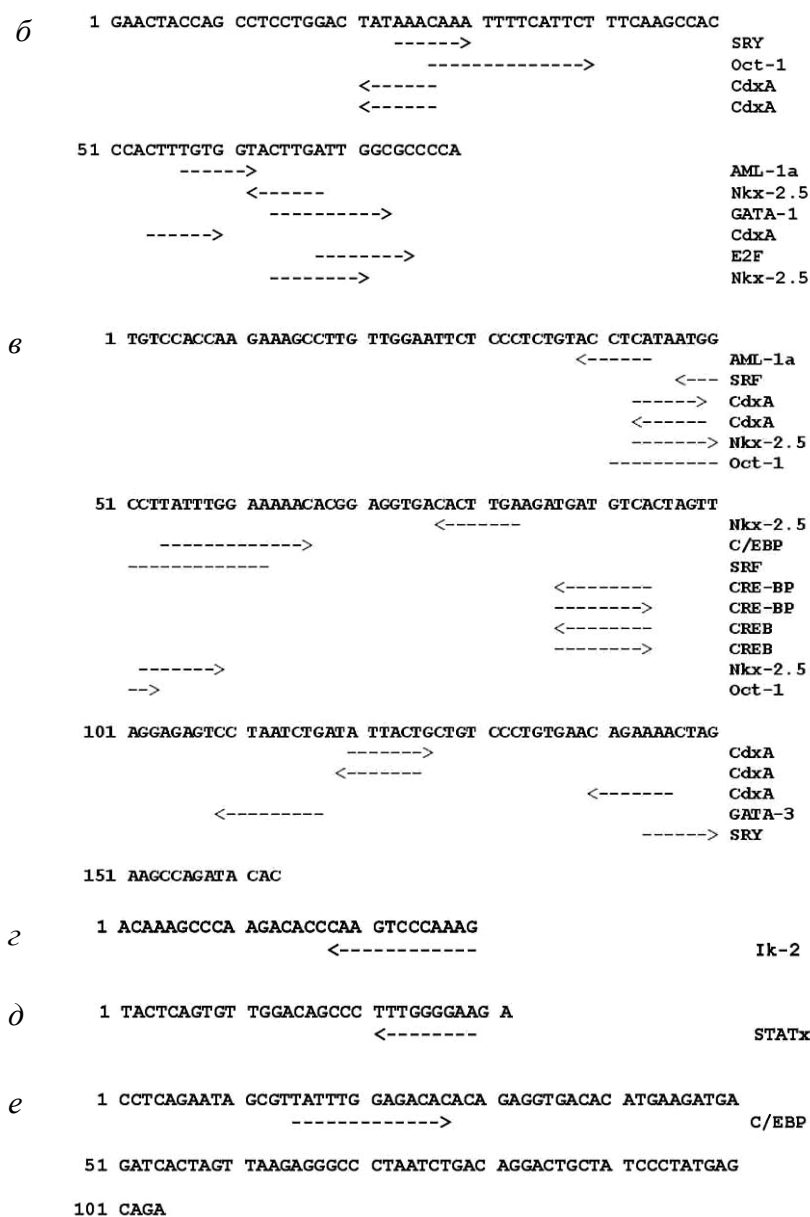 б 1 GAACTACCAG CCTCCTGGAC TATAAACAAA TTTTCATTCT TTCAAGCCAC
------> SRY
-------------> Oct-1
<------ CdxA
<------ CdxA
51 CCACTTTGTG GTACTTGATT GGCGCCCCA
------> AML-1a
<------ Nkx-2.5
----------> GATA-1
------> CdxA
--------> E2F
--------> Nkx-2.5
в 1 TGTCCACCAA GAAAGCCTTG TTGGAATTCT CCCTCTGTAC CTCATAATGG
<------ AML-1a
<--- SRF
------> CdxA
<------ CdxA
-------> Nkx-2.5
---------- Oct-1
51 CCTTATTTGG AAAAACACGG AGGTGACACT TGAAGATGAT GTCACTAGTT
<------- Nkx-2.5
-------------> C/EBP
------------- SRF
<-------- CRE-BP
--------> CRE-BP
<-------- CREB
--------> CREB
-------> Nkx-2.5
--> Oct-1
101 AGGAGAGTCC TAATCTGATA TTACTGCTGT CCCTGTGAAC AGAAAACTAG
-------> CdxA
<------- CdxA
<------- CdxA
<--------- GATA-3
------> SRY
151 AAGCCAGATA CAC
г 1 ACAAAGCCCA AGACACCCAA GTCCCAAAG
<------------ Ik-2
д 1 TACTCAGTGT TGGACAGCCC TTTGGGGAAG A
<-------- STATx
е 1 CCTCAGAATA GCGTTATTTG GAGACACACA GAGGTGACAC ATGAAGATGA
-------------> C/EBP
51 GATCACTAGTT TAAGAGGGCC CTAATCTGAC AGGACTGCTA TCCCTATGAG
101 CAGA